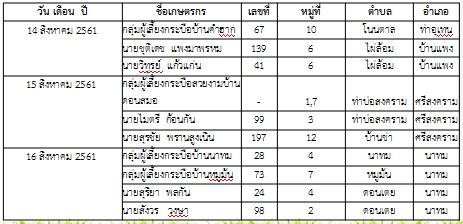 วัน เดือน ปี ชื่อเกษตรกร เลขที่ หมู่ที่ ตำบล อำเภอ
14 สิงหาคม 2561 กลุ่มผู้เลี้ยงกระบือบ้านคำฮาก 67 10 โนนตาล ท่าอุเทน
นายชุติเดช แพงมาพรหม 139 6 ไผ่ล้อม บ้านแพง
นายวิทูรย์ แก้วแก่น 41 6 ไผ่ล้อม บ้านแพง
15 สิงหาคม 2561 กลุ่มผู้เลี้ยงกระบือสวยงามบ้าน
ดอนสมอ - 1,7 ท่าบ่อสงคราม ศรีสงคราม
นายไมตรี ก้อนกัน 99 3 ท่าบ่อสงคราม ศรีสงคราม
นายสุรชัย พรานสูงเนิน 197 12 บ้านข่า ศรีสงคราม
16 สิงหาคม 2561 กลุ่มผู้เลี้ยงกระบือบ้านนาทม 28 4 นาทม นาทม
กลุ่มผู้เลี้ยงกระบือบ้านหมูม้น 73 7 หมูม้น นาทม
นายสุริยา พลกัน 24 4 ดอนเตย นาทม
นายสังวร วงษา 98 2 ดอนเตย นาทม